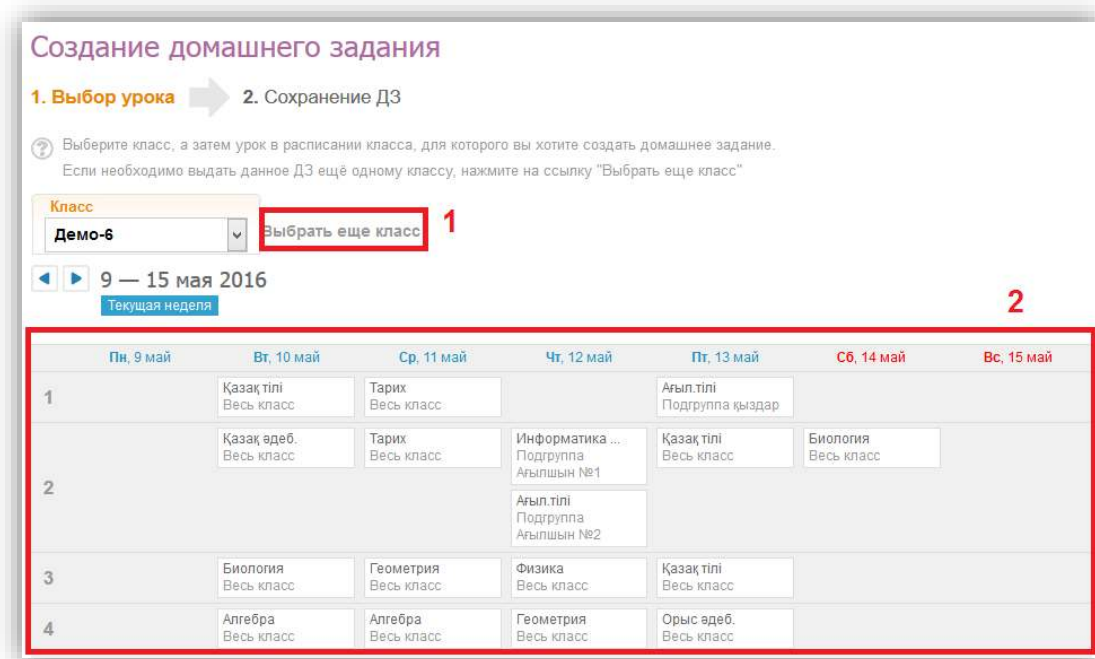 Создание домашнего задания
1. Выбор урока 2. Сохранение ДЗ
? Выберите класс, а затем урок в расписании класса, для которого вы хотите создать домашнее задание.
Если необходимо выдать данное ДЗ ещё одному классу, нажмите на ссылку "Выбрать еще класс"
Класс
Демо-6 Выбрать еще класс 1
9 — 15 мая 2016
Текущая неделя 2
Пн, 9 май Вт, 10 май Ср, 11 май Чт, 12 май Пт, 13 май Сб, 14 май Вс, 15 май
1 Қазақ тілі Тарих Ағыл.тілі
Весь класс Весь класс Подгруппа қыздар
2 Қазақ әдеб. Тарих Информатика ... Қазақ тілі Биология
Весь класс Весь класс Подгруппа Весь класс Весь класс
Ағылшын №1
Ағыл.тілі
Подгруппа
Ағылшын №2
3 Биология Геометрия Физика Қазақ тілі
Весь класс Весь класс Весь класс Весь класс
4 Алгебра Алгебра Геометрия Орыс әдеб.
Весь класс Весь класс Весь класс Весь класс